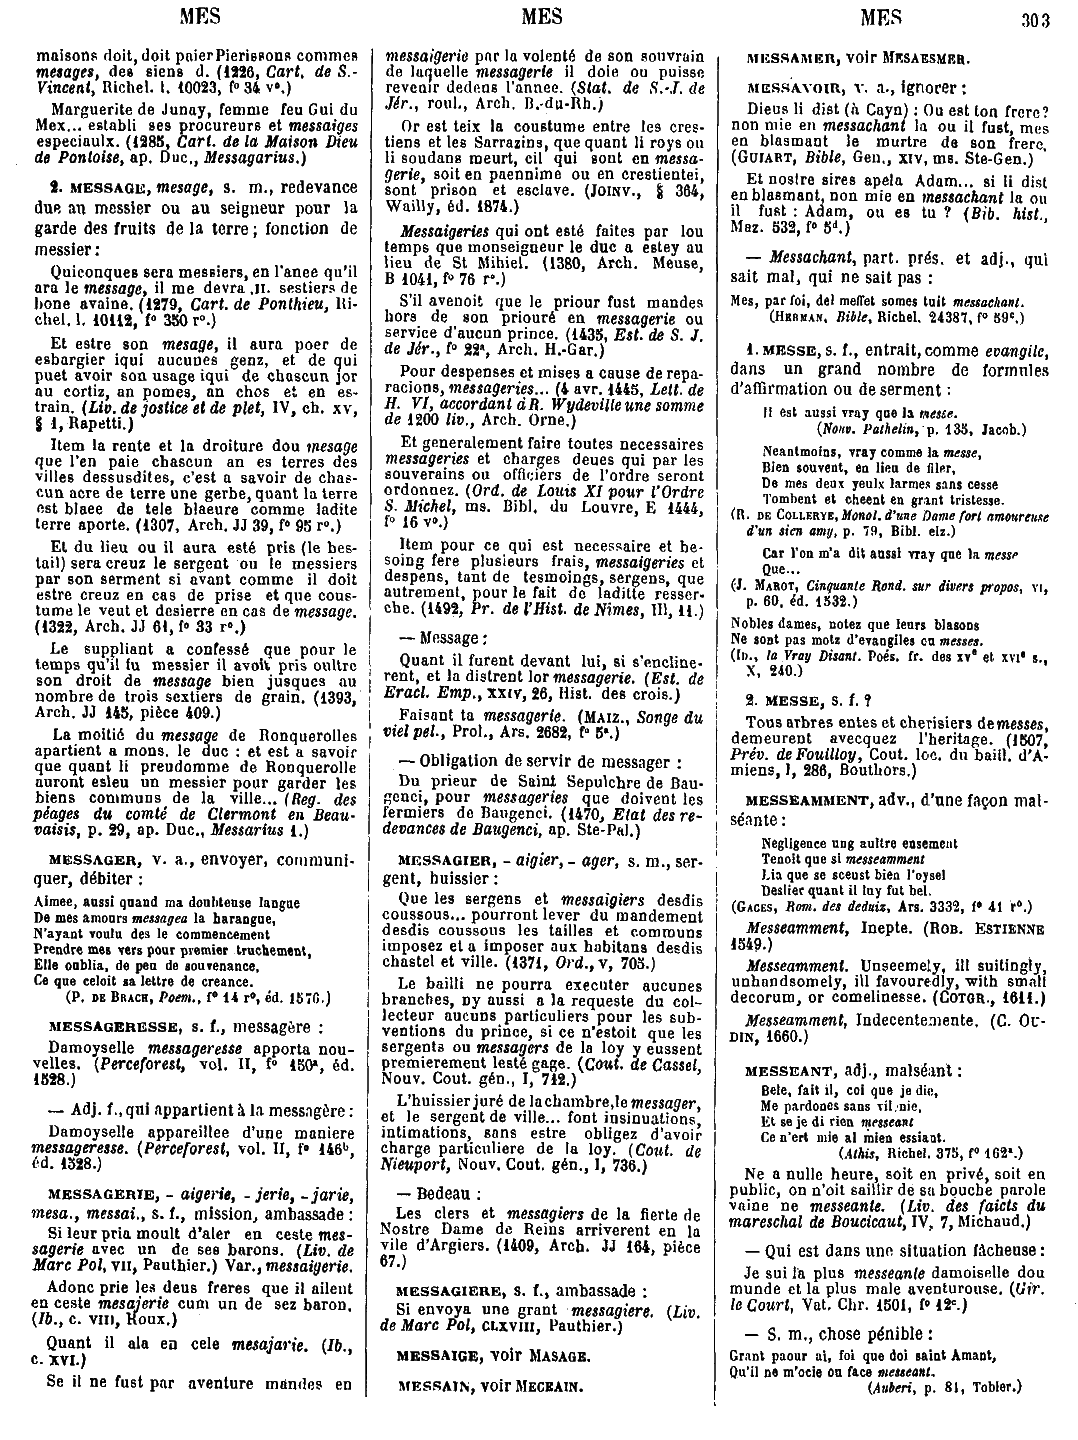 MES
MES
MES
303
maisons doit, doit paier Pierissons commes
mesages, des siens d. (1226, Cart. de S.-
Vincent, Richel. l. 10023, f° 34 v°.)
Marguerite de Junay, femme feu Gui du
Mex... establi ses procureurs et messaiges
especiaulx. (1285, Cart. de la Maison Dieu
de Pontoise, ap. Duc., Messagarius.)
2. MESSAGE, mesage, s. m., redevance
due au messier ou au seigneur pour la
garde des fruits de la terre ; fonction de
messier :
Quiconques sera messiers, en l'anee qu'il
ara le message, il me devra .II. sestiers de
bone avaine. (1279, Cart. de Ponthieu, Ri-
chel. l. 10112, f° 350 r°.)
Et estre son mesage, il aura poer de
esbargier iqui aucunes genz, et de qui
puet avoir son usage iqui de chascun jor
au cortiz, an pomes, an chos et en es-
train. (Liv. de jostice et de plet, IV, ch. XV,
§ 1, Rapetti.)
Item la rente et la droiture dou mesage
que l'en paie chascun an es terres des
villes dessusdites, c'est a savoir de chas-
cun acre de terre une gerbe, quant la terre
est blaee de tele blaeure comme ladite
terre aporte. (1307, Arch. JJ 39, f° 95 r°.)
Et du lieu ou il aura esté pris (le bes-
tail) sera creuz le sergent ou le messiers
par son serment si avant comme il doit
estre creuz en cas de prise et que cous-
tume le veut et desierre en cas de message.
(1322, Arch. JJ 61, f° 33 r°.)
Le suppliant a confessé que pour le
temps qu'il fu messier il avoit pris oultre
son droit de message bien jusques au
nombre de trois sextiers de grain. (1393,
Arch. JJ 145, pièce 409.)
La moitié du message de Ronquerolles
apartient a mons. le duc : et est a savoir
que quant li preudomme de Ronquerolle
auront esleu un messier pour garder les
biens communs de la ville... (Reg. des
péages du comté de Clermont en Beau-
vaisis, p. 29, ap. Duc., Messarius 1.)
MESSAGER, v. a., envoyer, communi-
quer, débiter :
Aimee, aussi quand ma doubteuse langue
De mes amours messagea la harangue,
N'ayant voulu des le commencement
Prendre mes vers pour premier truchement,
Elle oublia, de peu de souvenance,
Ce que celoit sa lettre de creance.
(P. DE BRACH, Poem., f° 14 r°, éd. 1576.)
MESSAGERESSE, s. f., messagère :
Damoyselle messageresse apporta nou-
velles. (Perceforest, vol. II, f° 150ᵃ, éd.
1528.)
— Adj. f., qui appartient à la messagère :
Damoyselle appareillee d'une maniere
messageresse. (Perceforest, vol. II, f° 146ᵇ,
éd. 1528.)
MESSAGERIE, - aigerie, - jerie, - jarie,
mesa., messai., s. f., mission, ambassade :
Si leur pria moult d'aler en ceste mes-
sagerie avec un de ses barons. (Liv. de
Marc Pol, VII, Pauthier.) Var., messaigerie.
Adonc prie les deus freres que il ailent
en ceste mesajerie cum un de sez baron.
(Ib., c. VIII, Roux.)
Quant il ala en cele mesajarie. (Ib.,
c. XVI.)
Se il ne fust par aventure mandes en
messaigerie par la volenté de son souvrain
de laquelle messagerie il doie ou puisse
revenir dedens l'annee. (Stat. de S.-J. de
Jér., roul., Arch. B.-du-Rh.)
Or est teix la coustume entre les cres-
tiens et les Sarrazins, que quant li roys ou
li soudans meurt, cil qui sont en messa-
gerie, soit en paennime ou en crestientei,
sont prison et esclave. (JOINV., § 364,
Wailly, éd. 1874.)
Messaigeries qui ont esté faites par lou
temps que monseigneur le duc a estey au
lieu de St Mihiel. (1380, Arch. Meuse,
B 1041, f° 76 r°.)
S'il avenoit que le priour fust mandes
hors de son priouré en messagerie ou
service d'aucun prince. (1435, Est. de S. J.
de Jér., f° 22ᵃ, Arch. H.-Gar.)
Pour despenses et mises a cause de repa-
racions, messageries... (4 avr. 1445, Lett. de
H. VI, accordant à R. Wydeville une somme
de 1200 liv., Arch. Orne.)
Et generalement faire toutes necessaires
messageries et charges deues qui par les
souverains ou officiers de l'ordre seront
ordonnez. (Ord. de Louis XI pour l'Ordre
S. Michel, ms. Bibl. du Louvre, E 1444,
f° 16 v°.)
Item pour ce qui est necessaire et be-
soing fere plusieurs frais, messaigeries et
despens, tant de tesmoings, sergens, que
autrement, pour le fait de laditte resser-
che. (1492, Pr. de l'Hist. de Nimes, III, 11.)
— Message :
Quant il furent devant lui, si s'encline-
rent, et la distrent lor messagerie. (Est. de
Eracl. Emp., XXIV, 26, Hist. des crois.)
Faisant ta messagerie. (MAIZ., Songe du
viel pel., Prol., Ars. 2682, f° 5ᵃ.)
— Obligation de servir de messager :
Du prieur de Saint Sepulchre de Bau-
genci, pour messageries que doivent les
fermiers de Baugenci. (1470, Etat des re-
devances de Baugenci, ap. Ste-Pal.)
MESSAGIER, - aigier, - ager, s. m., ser-
gent, huissier :
Que les sergens et messaigiers desdis
coussous... pourront lever du mandement
desdis coussous les tailles et communs
imposez et a imposer aux habitans desdis
chastel et ville. (1371, Ord., V, 705.)
Le bailli ne pourra executer aucunes
branches, ny aussi a la requeste du col-
lecteur aucuns particuliers pour les sub-
ventions du prince, si ce n'estoit que les
sergents ou messagers de la loy y eussent
premierement lesté gage. (Cout. de Cassel,
Nouv. Cout. gén., I, 712.)
L'huissier juré de la chambre, le messager,
et le sergent de ville... font insinuations,
intimations, sans estre obligez d'avoir
charge particuliere de la loy. (Cout. de
Nieuport, Nouv. Cout. gén., I, 736.)
— Bedeau :
Les clers et messagiers de la fierte de
Nostre Dame de Reins arriverent en la
vile d'Argiers. (1409, Arch. JJ 164, pièce
67.)
MESSAGIERE, s. f., ambassade :
Si envoya une grant messagiere. (Liv.
de Marc Pol, CLXVIII, Pauthier.)
MESSAIGE, voir MASAGE.
MESSAIN, voir MECEAIN.
MESSAMER, voir MESAESMER.
MESSAVOIR, v. a., ignorer :
Dieus li dist (à Cayn) : Ou est ton frere?
non mie en messachant la ou il fust, mes
en blasmant le murtre de son frere.
(GUIART, Bible, Gen., XIV, ms. Ste-Gen.)
Et nostre sires apela Adam... si li dist
en blasmant, non mie en messachant la ou
il fust : Adam, ou es tu ? (Bib. hist.,
Maz. 532, f° 5ᵈ.)
— Messachant, part. prés. et adj., qui
sait mal, qui ne sait pas :
Mes, par foi, del meffet somes tuit messachant.
(HERMAN, Bible, Richel. 24387, f° 59ᶜ.)
1. MESSE, s. f., entrait, comme evangile,
dans un grand nombre de formules
d'affirmation ou de serment :
Il est aussi vray que la messe.
(Nouv. Pathelin, p. 135, Jacob.)
Neantmoins, vray comme la messe,
Bien souvent, en lieu de filer,
De mes deux yeulx larmes sans cesse
Tombent et cheent en grant tristesse.
(R. DE COLLERYE, Monol. d'une Dame fort amoureuse
d'un sien amy, p. 79, Bibl. elz.)
Car l'on m'a dit aussi vray que la messe
Que...
(J. MAROT, Cinquante Rond. sur divers propos, VI,
p. 60, éd. 1532.)
Nobles dames, notez que leurs blasons
Ne sont pas motz d'evangiles ou messes.
(ID., la Vray Disant. Poés. fr. des XVᵉ et XVIᵉ s.,
X, 240.)
2. MESSE, s. f. ?
Tous arbres entes et cherisiers de messes,
demeurent avecquez l'heritage. (1507,
Prév. de Fouilloy, Cout. loc. du baill. d'A-
miens, I, 286, Bouthors.)
MESSEAMMENT, adv., d'une façon mal-
séante :
Negligence ung aultre ensement
Tenoit que si messeamment
Lia que se sceust bien l'oysel
Deslier quant il luy fut bel.
(GACES, Rom. des deduiz, Ars. 3332, f° 41 r°.)
Messeamment, Inepte. (ROB. ESTIENNE
1549.)
Messeamment. Unseemely, ill suitingly,
unhandsomely, ill favouredly, with small
decorum, or comelinesse. (COTGR., 1611.)
Messeamment, Indecentemente. (C. OU-
DIN, 1660.)
MESSEANT, adj., malséant :
Bele, fait il, coi que je die,
Me pardones sans vilonie,
Et se je di rien messeant
Ce n'ert mie al mien essiant.
(Athis, Richel. 375, f° 162ᵃ.)
Ne a nulle heure, soit en privé, soit en
public, on n'oit saillir de sa bouche parole
vaine ne messeante. (Liv. des faicts du
mareschal de Boucicaut, IV, 7, Michaud.)
— Qui est dans une situation fâcheuse :
Je sui la plus messeante damoiselle dou
munde et la plus male aventurouse. (Gir.
le Court, Vat. Chr. 1501, f° 12ᶜ.)
— S. m., chose pénible :
Grant paour ai, foi que doi saint Amant,
Qu'il ne m'ocie ou face messeant.
(Auberi, p. 81, Tobler.)